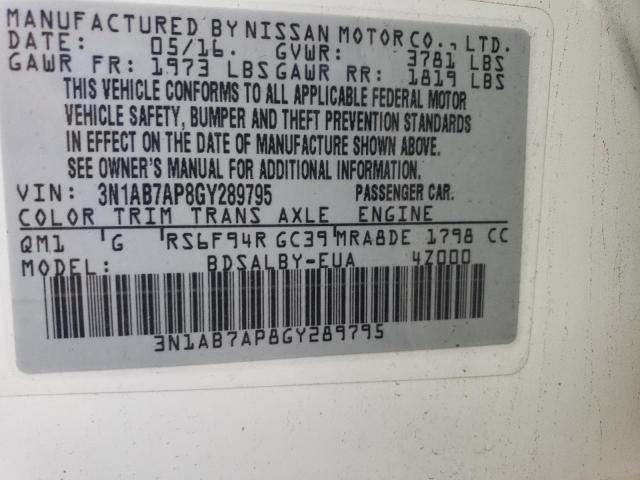 MANUFACTURED BY NISSAN MOTOR CO., LTD.
DATE: 05/16. GVWR: 3781 LBS
GAWR FR: 1973 LBS GAWR RR: 1819 LBS
THIS VEHICLE CONFORMS TO ALL APPLICABLE FEDERAL MOTOR
VEHICLE SAFETY, BUMPER AND THEFT PREVENTION STANDARDS
IN EFFECT ON THE DATE OF MANUFACTURE SHOWN ABOVE.
SEE OWNER'S MANUAL FOR ADDITIONAL INFORMATION.
VIN: 3N1AB7AP8GY289795 PASSENGER CAR.
COLOR TRIM TRANS AXLE ENGINE
QM1 G RS6F94R GC39 MRA8DE 1798 CC
MODEL: BDSALBY-EUA 4Z000
3N1AB7AP8GY289795